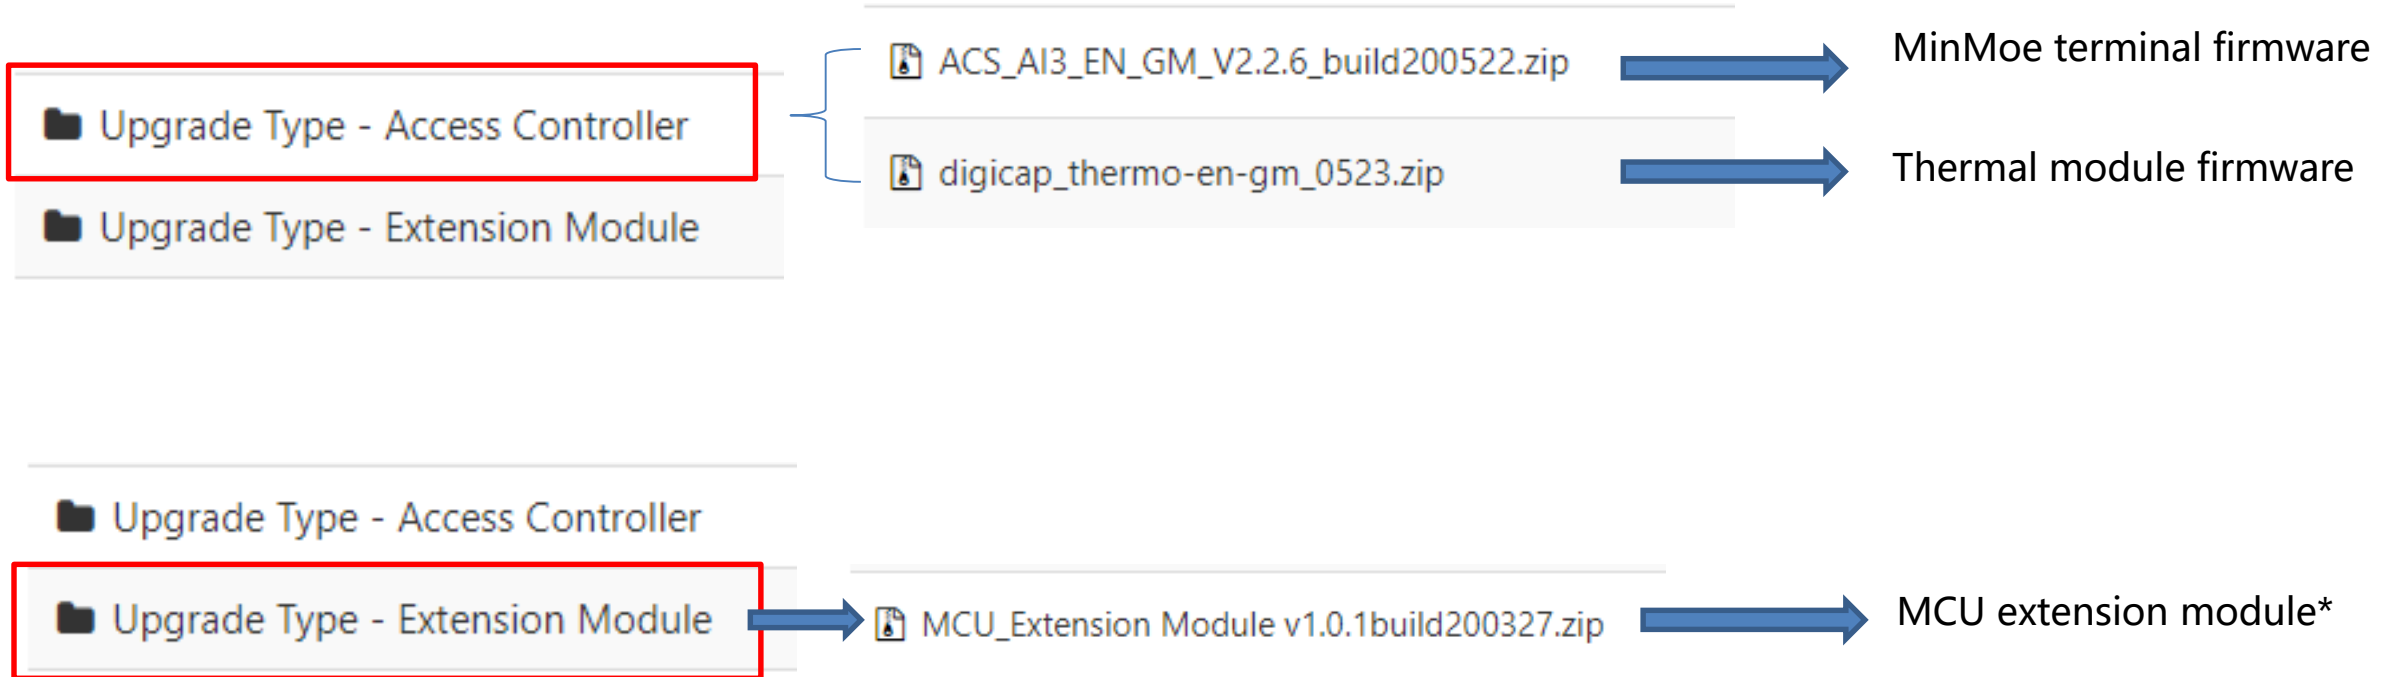 Upgrade Type - Access Controller
Upgrade Type - Extension Module
ACS_AI3_EN_GM_V2.2.6_build200522.zip
MinMoe terminal firmware
digicap_thermo-en-gm_0523.zip
Thermal module firmware
Upgrade Type - Access Controller
Upgrade Type - Extension Module
MCU_Extension Module v1.0.1build200327.zip
MCU extension module*